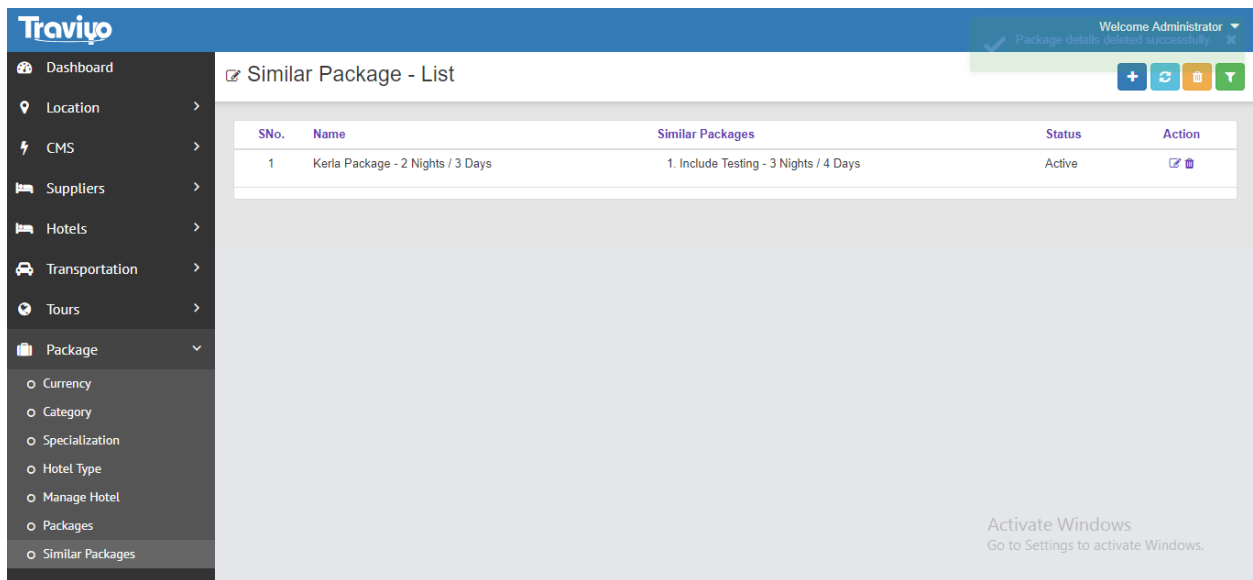 Traviyo
Welcome Administrator
Package details deleted successfully.
Dashboard
Location
CMS
Suppliers
Hotels
Transportation
Tours
Package
Currency
Category
Specialization
Hotel Type
Manage Hotel
Packages
Similar Packages
Similar Package - List
SNo. Name Similar Packages Status Action
1 Kerla Package - 2 Nights / 3 Days 1. Include Testing - 3 Nights / 4 Days Active
Activate Windows
Go to Settings to activate Windows.